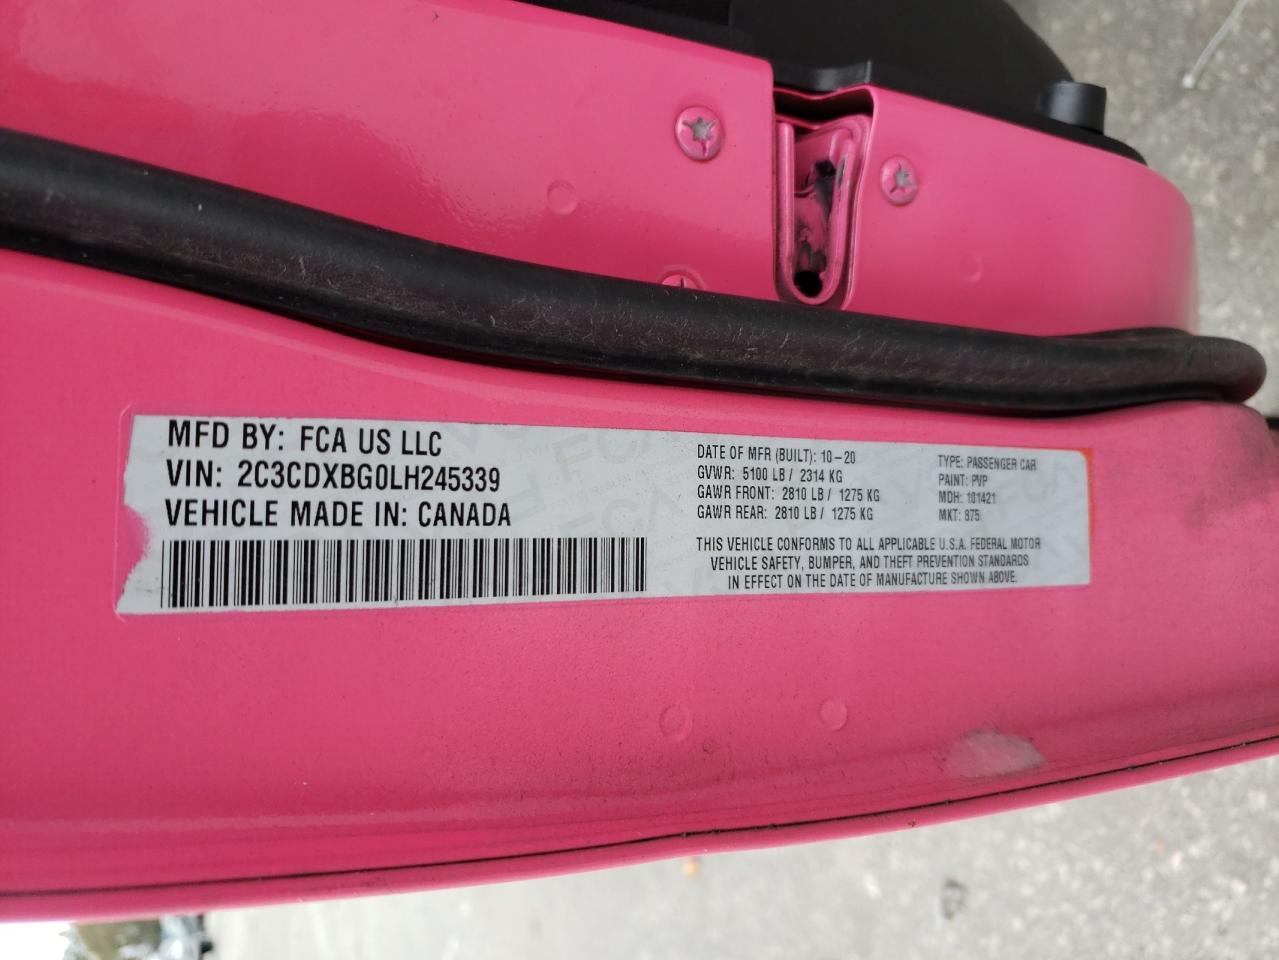 MFD BY: FCA US LLC
VIN: 2C3CDXBG0LH245339
VEHICLE MADE IN: CANADA
DATE OF MFR (BUILT): 10-20
GVWR: 5100 LB / 2314 KG
GAWR FRONT: 2810 LB / 1275 KG
GAWR REAR: 2810 LB / 1275 KG
TYPE: PASSENGER CAR
PAINT: PVP
MDH: 101421
MKT: 875
THIS VEHICLE CONFORMS TO ALL APPLICABLE U.S.A. FEDERAL MOTOR
VEHICLE SAFETY, BUMPER, AND THEFT PREVENTION STANDARDS
IN EFFECT ON THE DATE OF MANUFACTURE SHOWN ABOVE.